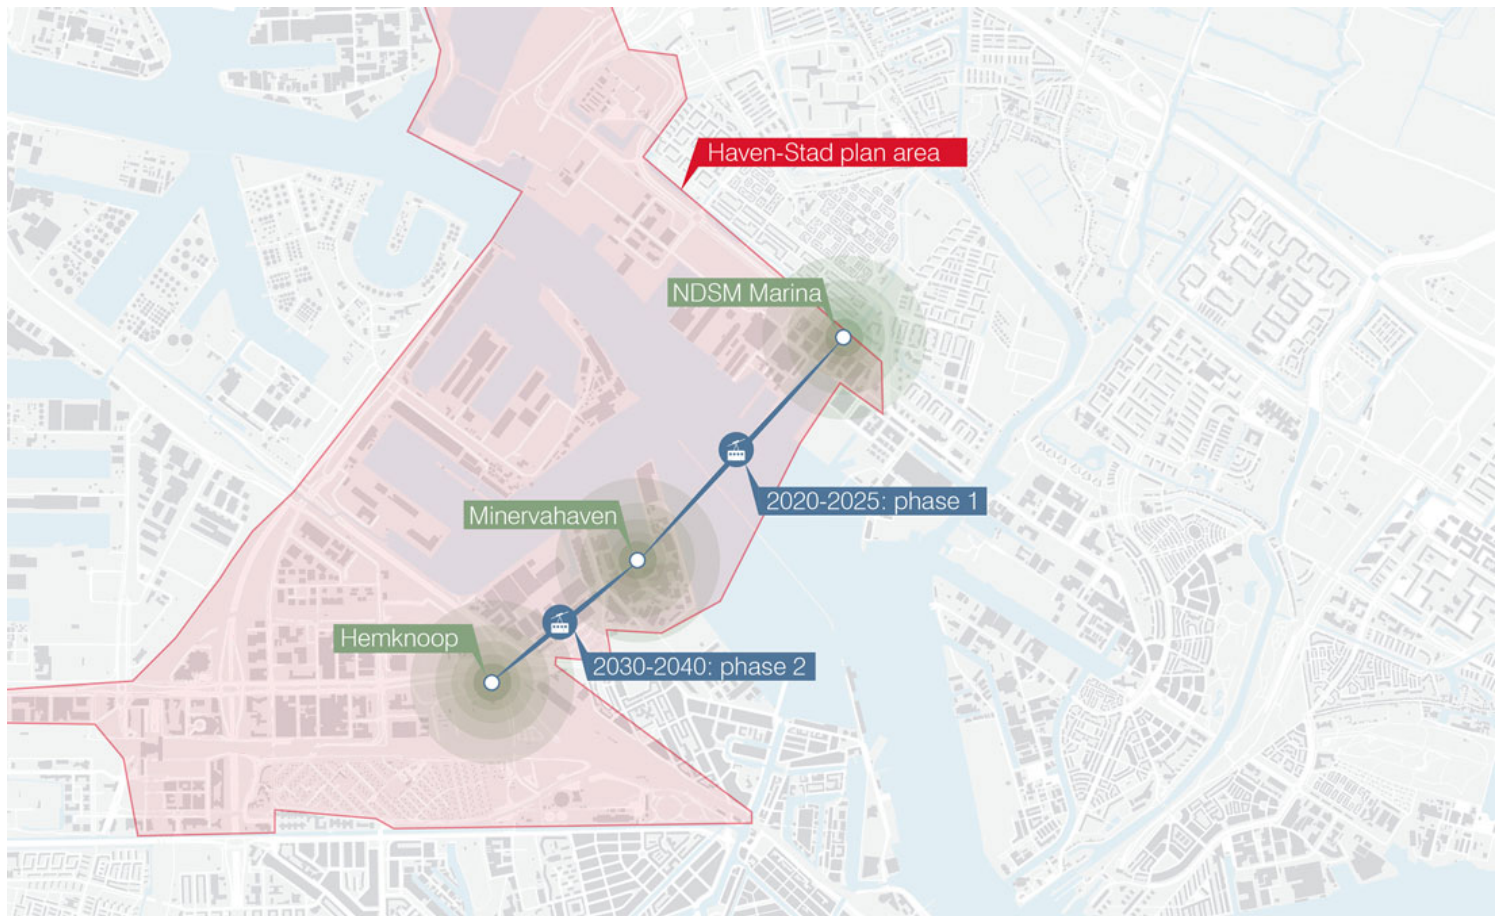 Haven-Stad plan area
NDSM Marina
2020-2025: phase 1
Minervahaven
Hemknoop
2030-2040: phase 2